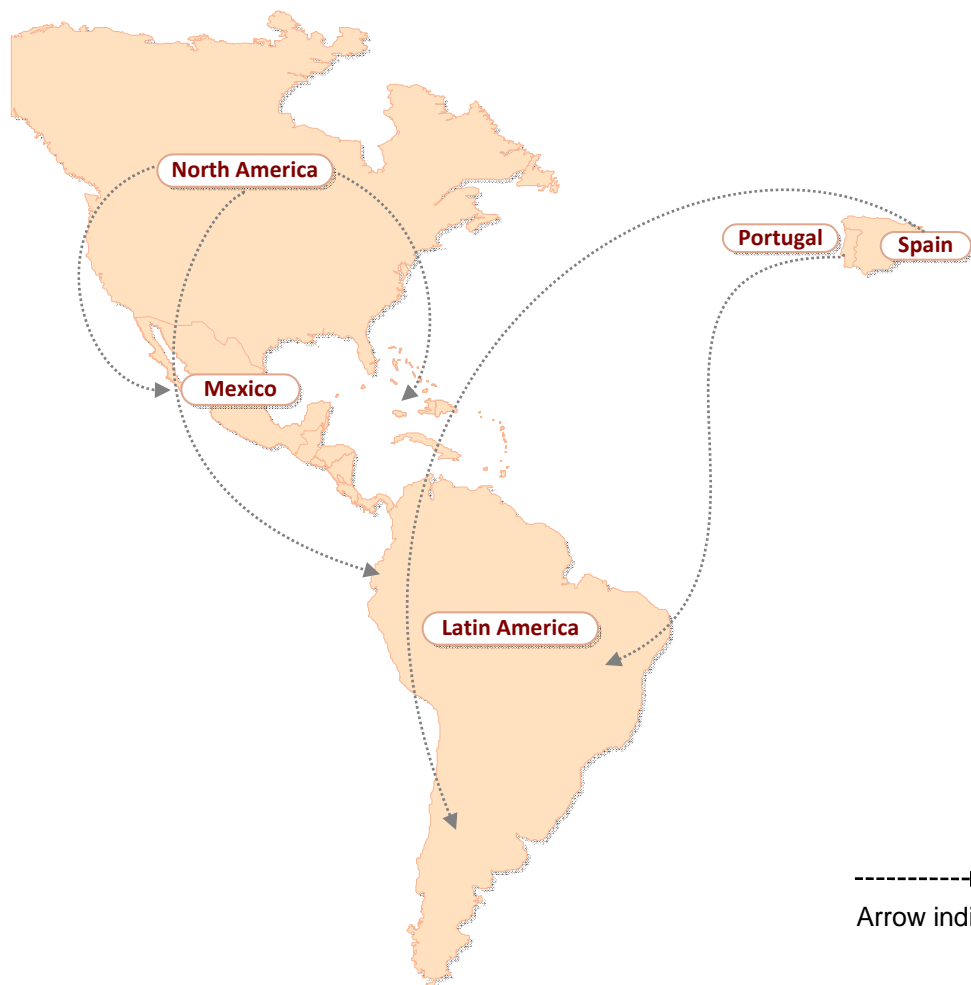 North America
Portugal
Spain
Mexico
Latin America
Arrow indi